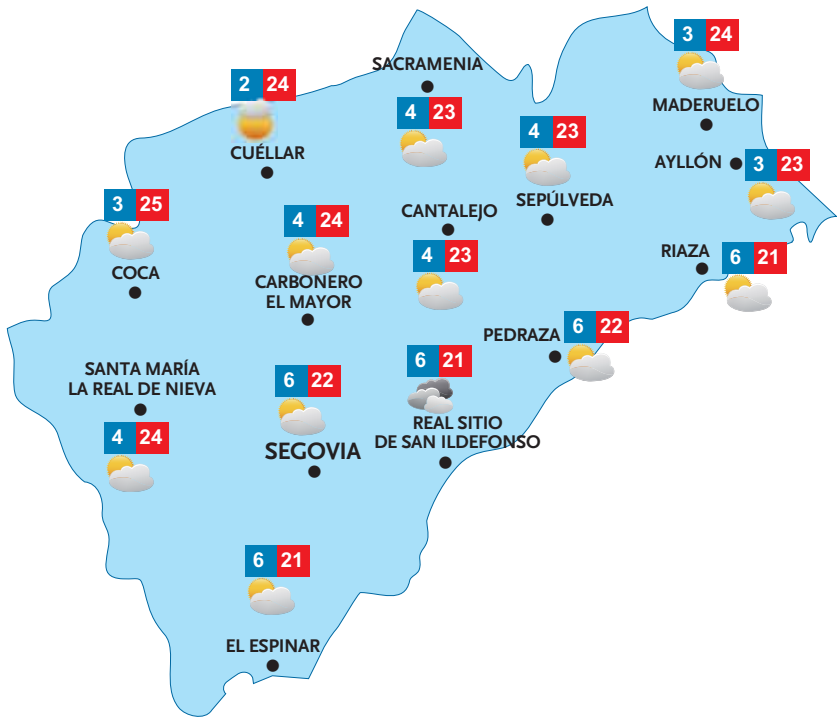 3 24
SACRAMENIA
2 24
MADERUELO
4 23
4 23
CUÉLLAR
AYLLÓN
3 23
3 25
SEPÚLVEDA
CANTALEJO
4 24
RIAZA
4 23
6 21
COCA
CARBONERO
EL MAYOR
6 22
PEDRAZA
6 21
SANTA MARÍA
LA REAL DE NIEVA
6 22
REAL SITIO
DE SAN ILDEFONSO
4 24
SEGOVIA
6 21
EL ESPINAR